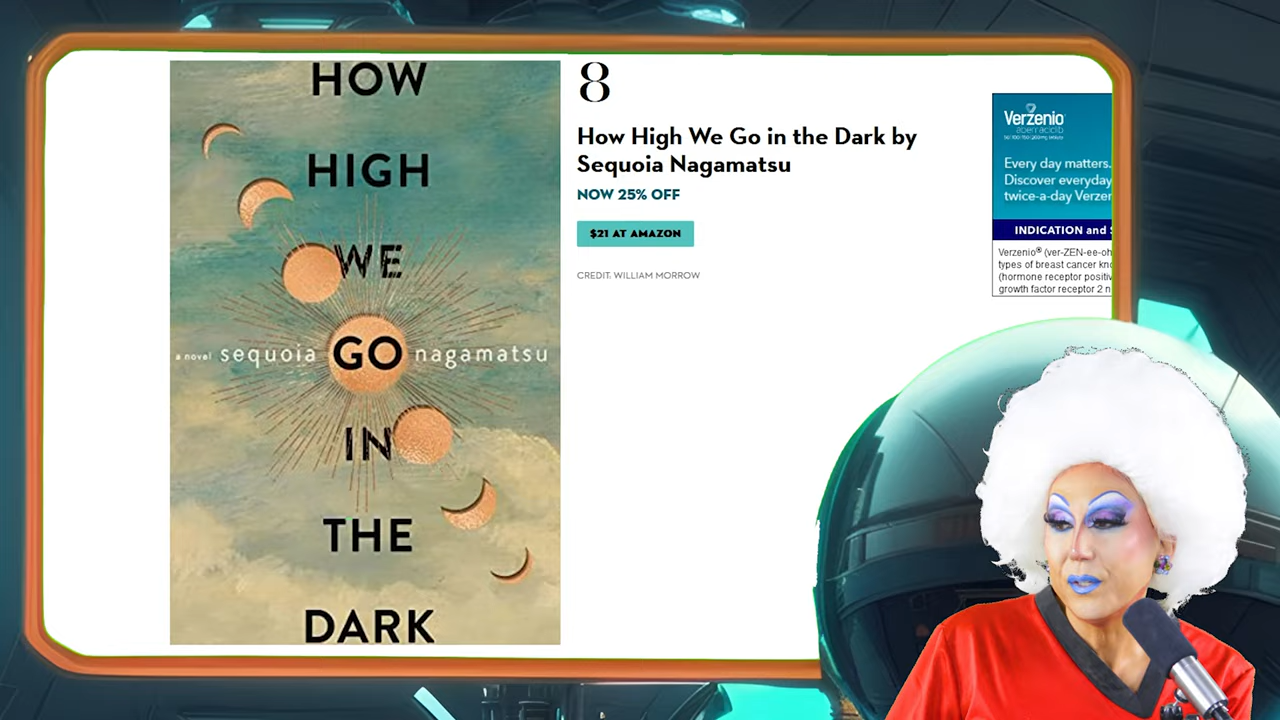 HOW
HIGH
WE
a novel sequoia GO nagamatsu
IN
THE
DARK
8
How High We Go in the Dark by
Sequoia Nagamatsu
NOW 25% OFF
$21 AT AMAZON
CREDIT: WILLIAM MORROW
Verzenio
abemaciclib
Every day matters.
Discover everyday
twice-a-day Verzen
INDICATION and S
Verzenio® (ver-ZEN-ee-oh
types of breast cancer kno
(hormone receptor positiv
growth factor receptor 2 n